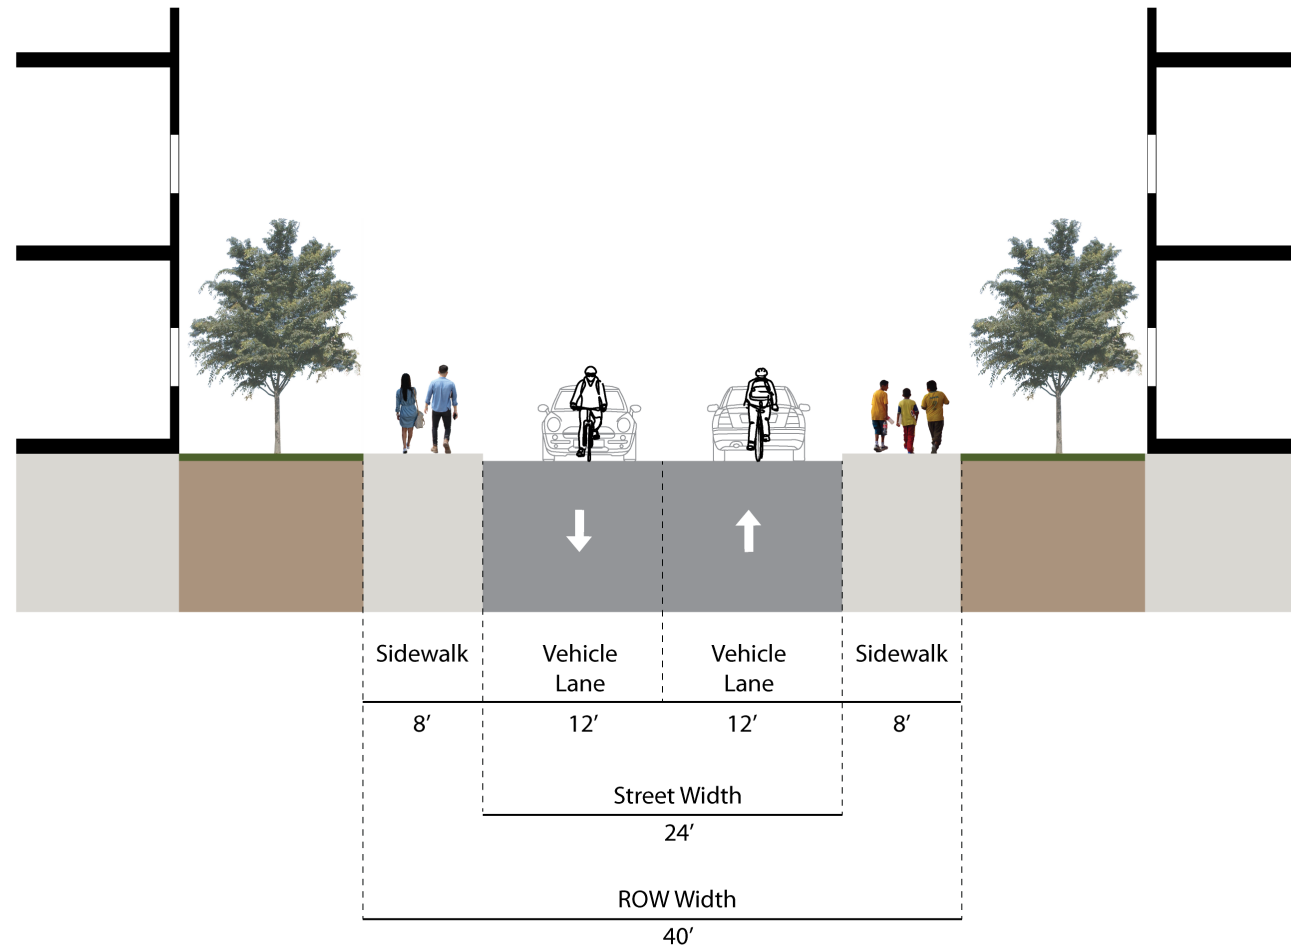 Sidewalk
Vehicle
Lane
Vehicle
Lane
Sidewalk
8’
12’
12’
8’
Street Width
24’
ROW Width
40’